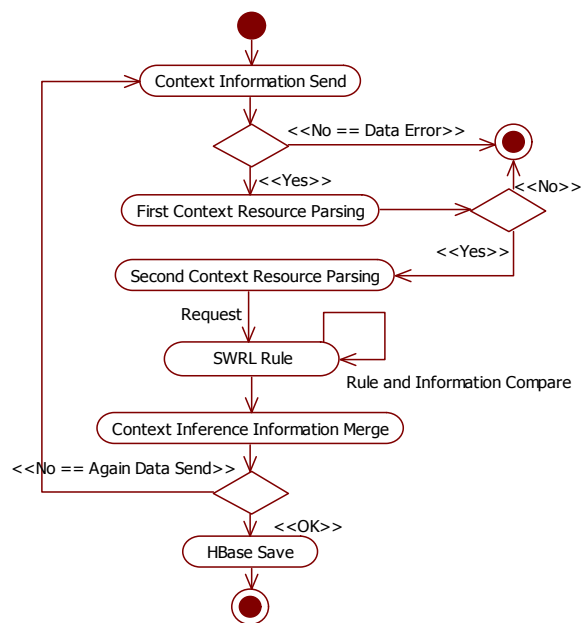 Context Information Send
<<No == Data Error>>
<<Yes>>
<<No>>
First Context Resource Parsing
<<Yes>>
Second Context Resource Parsing
Request
SWRL Rule
Rule and Information Compare
Context Inference Information Merge
<<No == Again Data Send>>
<<OK>>
HBase Save